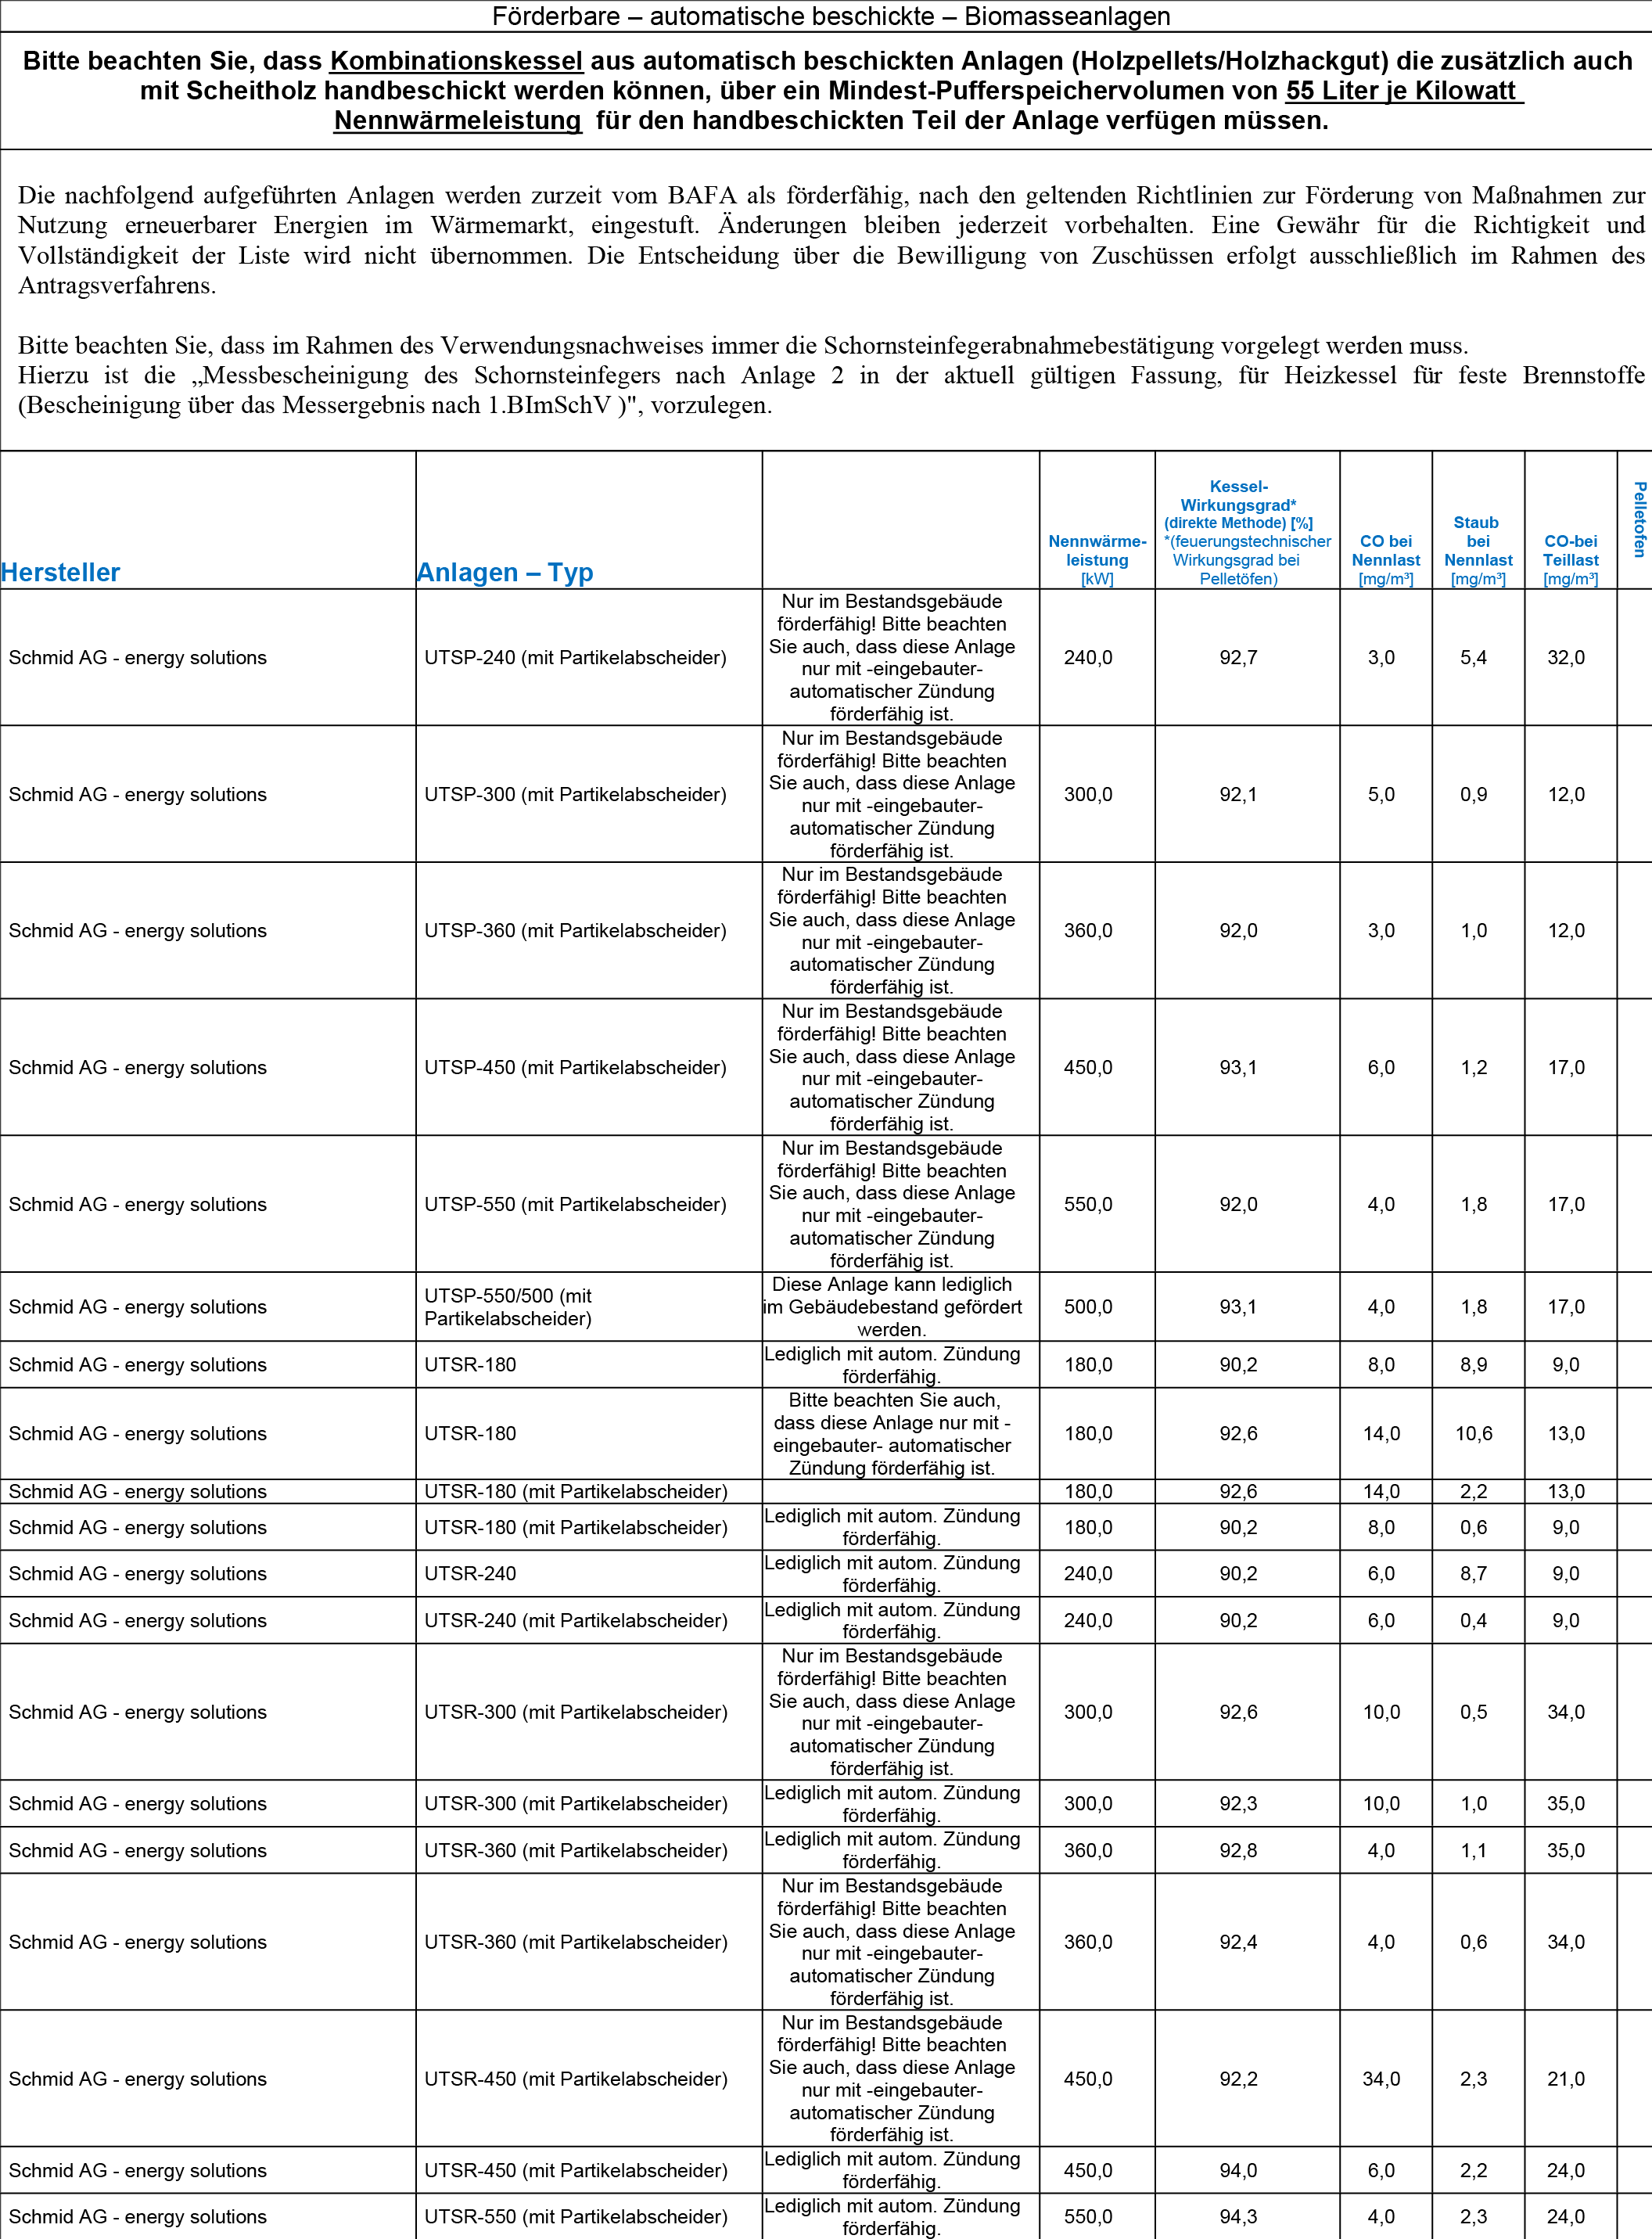 Förderbare – automatische beschickte – Biomasseanlagen
Bitte beachten Sie, dass Kombinationskessel aus automatisch beschickten Anlagen (Holzpellets/Holzhackgut) die zusätzlich auch
mit Scheitholz handbeschickt werden können, über ein Mindest-Pufferspeichervolumen von 55 Liter je Kilowatt
Nennwärmeleistung für den handbeschickten Teil der Anlage verfügen müssen.
Die nachfolgend aufgeführten Anlagen werden zurzeit vom BAFA als förderfähig, nach den geltenden Richtlinien zur Förderung von Maßnahmen zur
Nutzung erneuerbarer Energien im Wärmemarkt, eingestuft. Änderungen bleiben jederzeit vorbehalten. Eine Gewähr für die Richtigkeit und
Vollständigkeit der Liste wird nicht übernommen. Die Entscheidung über die Bewilligung von Zuschüssen erfolgt ausschließlich im Rahmen des
Antragsverfahrens.
Bitte beachten Sie, dass im Rahmen des Verwendungsnachweises immer die Schornsteinfegerabnahmebestätigung vorgelegt werden muss.
Hierzu ist die „Messbescheinigung des Schornsteinfegers nach Anlage 2 in der aktuell gültigen Fassung, für Heizkessel für feste Brennstoffe
(Bescheinigung über das Messergebnis nach 1.BImSchV )", vorzulegen.
Hersteller
Anlagen – Typ
Nennwärme-
leistung
[kW]
Kessel-
Wirkungsgrad*
(direkte Methode) [%]
*(feuerungstechnischer
Wirkungsgrad bei
Pelletöfen)
CO bei
Nennlast
[mg/m³]
Staub
bei
Nennlast
[mg/m³]
CO-bei
Teillast
[mg/m³]
Pelletofen
Nur im Bestandsgebäude
förderfähig! Bitte beachten
Sie auch, dass diese Anlage
nur mit -eingebauter-
automatischer Zündung
förderfähig ist.
Schmid AG - energy solutions UTSP-240 (mit Partikelabscheider) 240,0 92,7 3,0 5,4 32,0
Nur im Bestandsgebäude
förderfähig! Bitte beachten
Sie auch, dass diese Anlage
nur mit -eingebauter-
automatischer Zündung
förderfähig ist.
Schmid AG - energy solutions UTSP-300 (mit Partikelabscheider) 300,0 92,1 5,0 0,9 12,0
Nur im Bestandsgebäude
förderfähig! Bitte beachten
Sie auch, dass diese Anlage
nur mit -eingebauter-
automatischer Zündung
förderfähig ist.
Schmid AG - energy solutions UTSP-360 (mit Partikelabscheider) 360,0 92,0 3,0 1,0 12,0
Nur im Bestandsgebäude
förderfähig! Bitte beachten
Sie auch, dass diese Anlage
nur mit -eingebauter-
automatischer Zündung
förderfähig ist.
Schmid AG - energy solutions UTSP-450 (mit Partikelabscheider) 450,0 93,1 6,0 1,2 17,0
Nur im Bestandsgebäude
förderfähig! Bitte beachten
Sie auch, dass diese Anlage
nur mit -eingebauter-
automatischer Zündung
förderfähig ist.
Schmid AG - energy solutions UTSP-550 (mit Partikelabscheider) 550,0 92,0 4,0 1,8 17,0
Schmid AG - energy solutions
UTSP-550/500 (mit
Partikelabscheider)
Diese Anlage kann lediglich
im Gebäudebestand gefördert
werden.
500,0 93,1 4,0 1,8 17,0
Schmid AG - energy solutions UTSR-180
Lediglich mit autom. Zündung
förderfähig.
180,0 90,2 8,0 8,9 9,0
Schmid AG - energy solutions UTSR-180
Bitte beachten Sie auch,
dass diese Anlage nur mit -
eingebauter- automatischer
Zündung förderfähig ist.
180,0 92,6 14,0 10,6 13,0
Schmid AG - energy solutions UTSR-180 (mit Partikelabscheider) 180,0 92,6 14,0 2,2 13,0
Schmid AG - energy solutions UTSR-180 (mit Partikelabscheider)
Lediglich mit autom. Zündung
förderfähig.
180,0 90,2 8,0 0,6 9,0
Schmid AG - energy solutions UTSR-240
Lediglich mit autom. Zündung
förderfähig.
240,0 90,2 6,0 8,7 9,0
Schmid AG - energy solutions UTSR-240 (mit Partikelabscheider)
Lediglich mit autom. Zündung
förderfähig.
240,0 90,2 6,0 0,4 9,0
Schmid AG - energy solutions UTSR-300 (mit Partikelabscheider)
Nur im Bestandsgebäude
förderfähig! Bitte beachten
Sie auch, dass diese Anlage
nur mit -eingebauter-
automatischer Zündung
förderfähig ist.
300,0 92,6 10,0 0,5 34,0
Schmid AG - energy solutions UTSR-300 (mit Partikelabscheider)
Lediglich mit autom. Zündung
förderfähig.
300,0 92,3 10,0 1,0 35,0
Schmid AG - energy solutions UTSR-360 (mit Partikelabscheider)
Lediglich mit autom. Zündung
förderfähig.
360,0 92,8 4,0 1,1 35,0
Schmid AG - energy solutions UTSR-360 (mit Partikelabscheider)
Nur im Bestandsgebäude
förderfähig! Bitte beachten
Sie auch, dass diese Anlage
nur mit -eingebauter-
automatischer Zündung
förderfähig ist.
360,0 92,4 4,0 0,6 34,0
Schmid AG - energy solutions UTSR-450 (mit Partikelabscheider)
Nur im Bestandsgebäude
förderfähig! Bitte beachten
Sie auch, dass diese Anlage
nur mit -eingebauter-
automatischer Zündung
förderfähig ist.
450,0 92,2 34,0 2,3 21,0
Schmid AG - energy solutions UTSR-450 (mit Partikelabscheider)
Lediglich mit autom. Zündung
förderfähig.
450,0 94,0 6,0 2,2 24,0
Schmid AG - energy solutions UTSR-550 (mit Partikelabscheider)
Lediglich mit autom. Zündung
förderfähig.
550,0 94,3 4,0 2,3 24,0